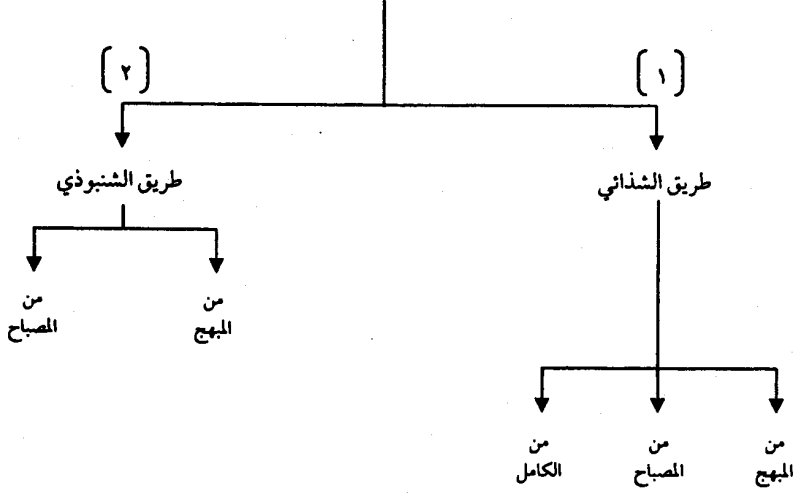 (١)
(٢)
طريق الشذائي
طريق الشنبوذي
من
المبهج
من
المصباح
من
المبهج
من
المصباح
من
الكامل